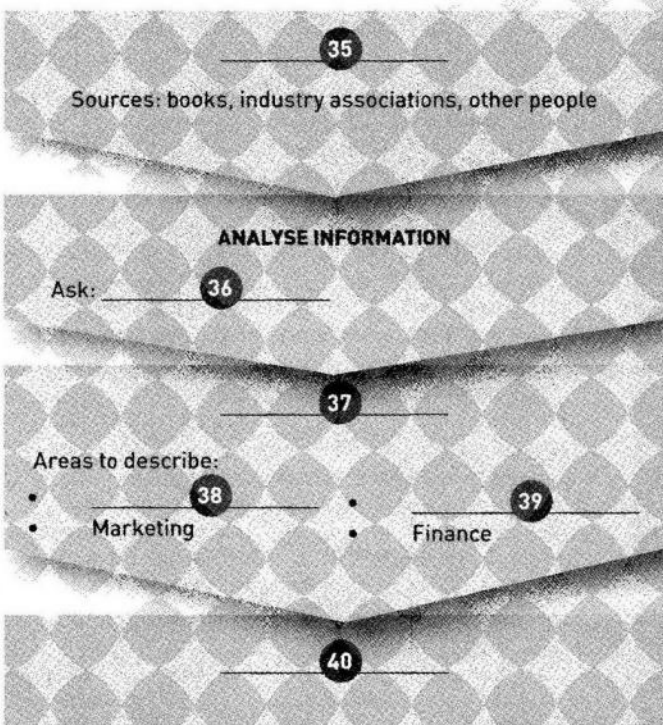 35
Sources: books, industry associations, other people
ANALYSE INFORMATION
Ask: 36
37
Areas to describe:
• 38 • 39
• Marketing • Finance
40